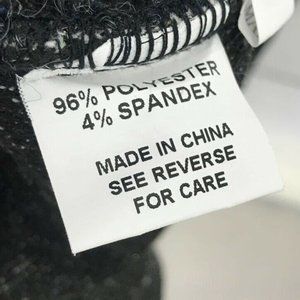 96% POLYESTER
4% SPANDEX
MADE IN CHINA
SEE REVERSE
FOR CARE